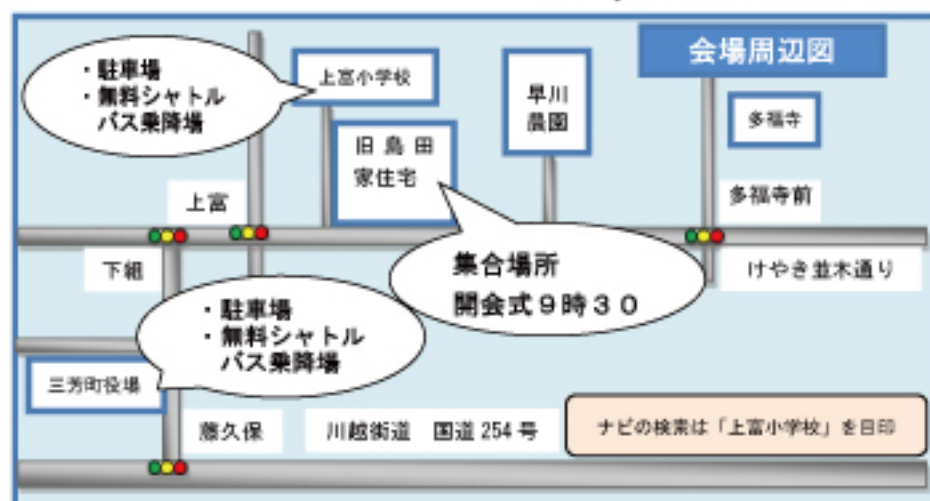 会場周辺図
・駐車場
・無料シャトル
バス乗降場
上富小学校
早川
農園
多福寺
旧島田
家住宅
上富
多福寺前
下組
集合場所
開会式9時30
けやき並木通り
・駐車場
・無料シャトル
バス乗降場
三芳町役場
藤久保
川越街道 国道254号
ナビの検索は「上富小学校」を目印